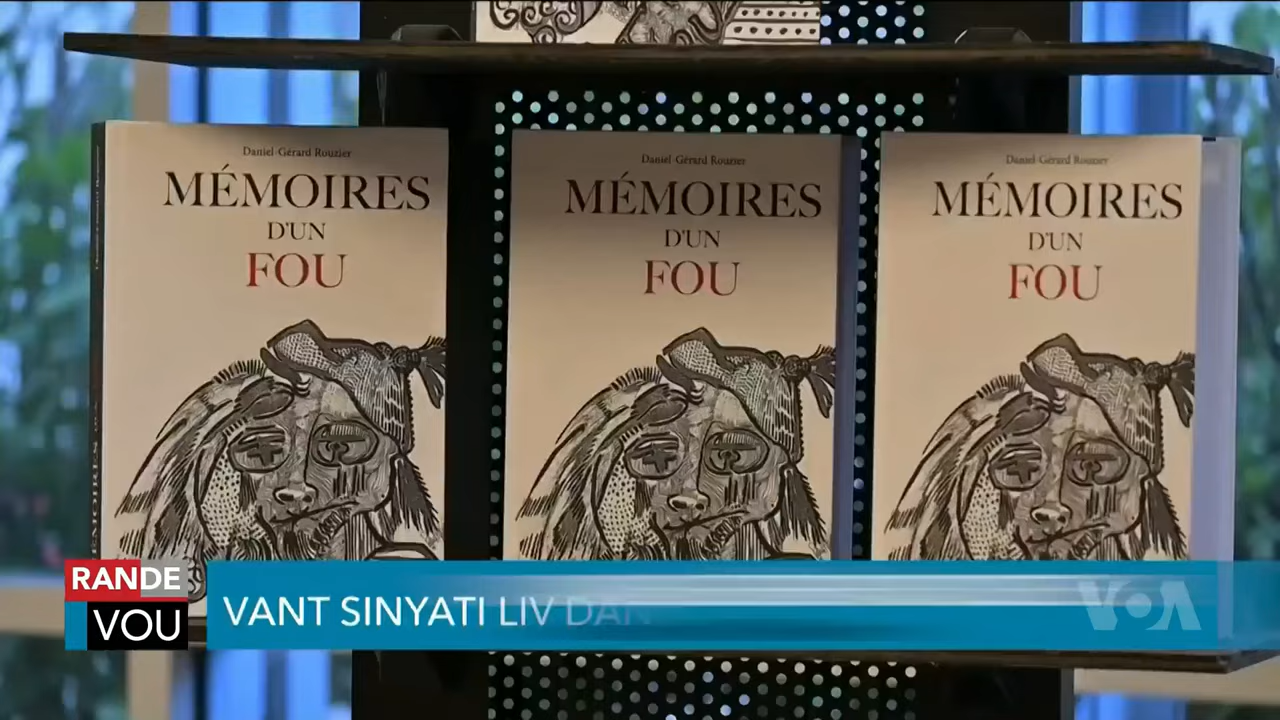 Daniel-Gérard Rouzier
MÉMOIRES
D'UN
FOU
Daniel-Gérard Rouzier
MÉMOIRES
D'UN
FOU
Daniel-Gérard Rouzier
MÉMOIRES
D'UN
FOU
RANDE
VOU
VANT SINYATI LIV DAN
VOA